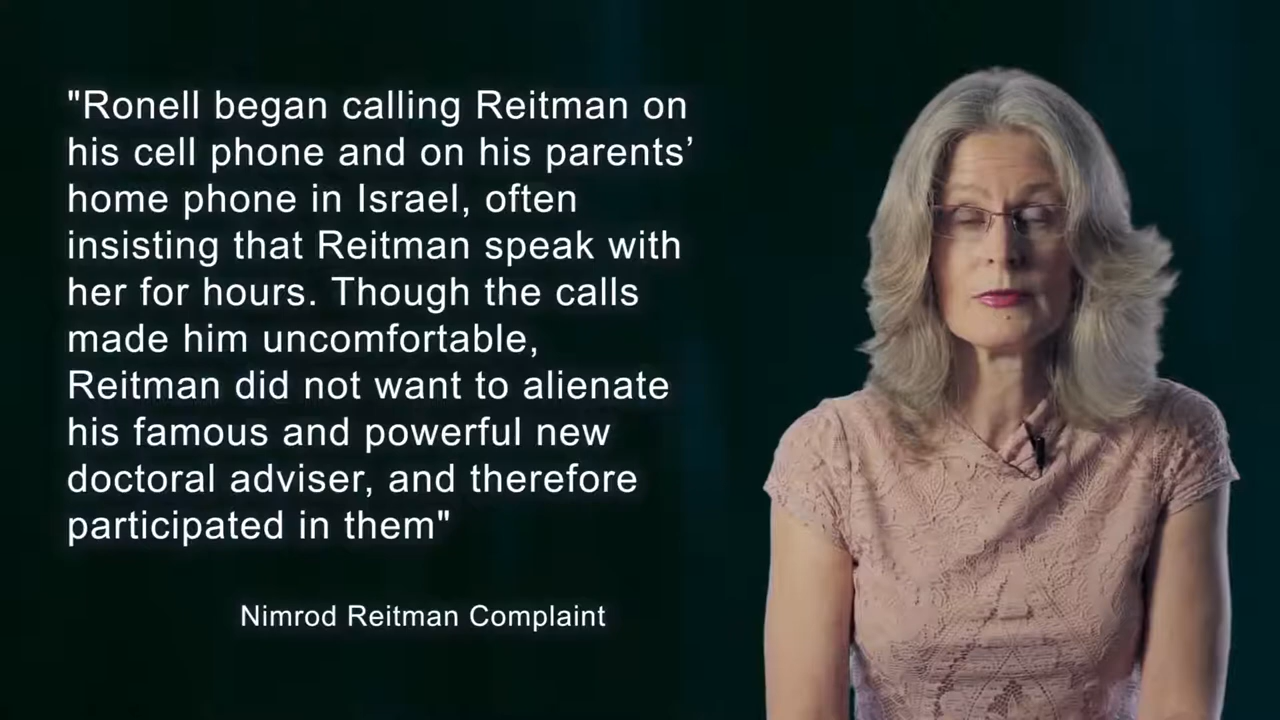 "Ronell began calling Reitman on
his cell phone and on his parents’
home phone in Israel, often
insisting that Reitman speak with
her for hours. Though the calls
made him uncomfortable,
Reitman did not want to alienate
his famous and powerful new
doctoral adviser, and therefore
participated in them"
Nimrod Reitman Complaint